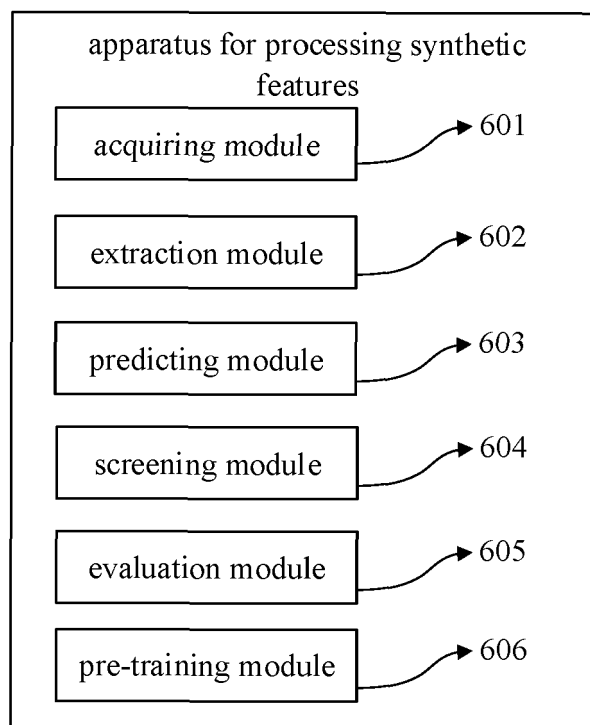 apparatus for processing synthetic
features
acquiring module
601
extraction module
602
predicting module
603
screening module
604
evaluation module
605
pre-training module
606